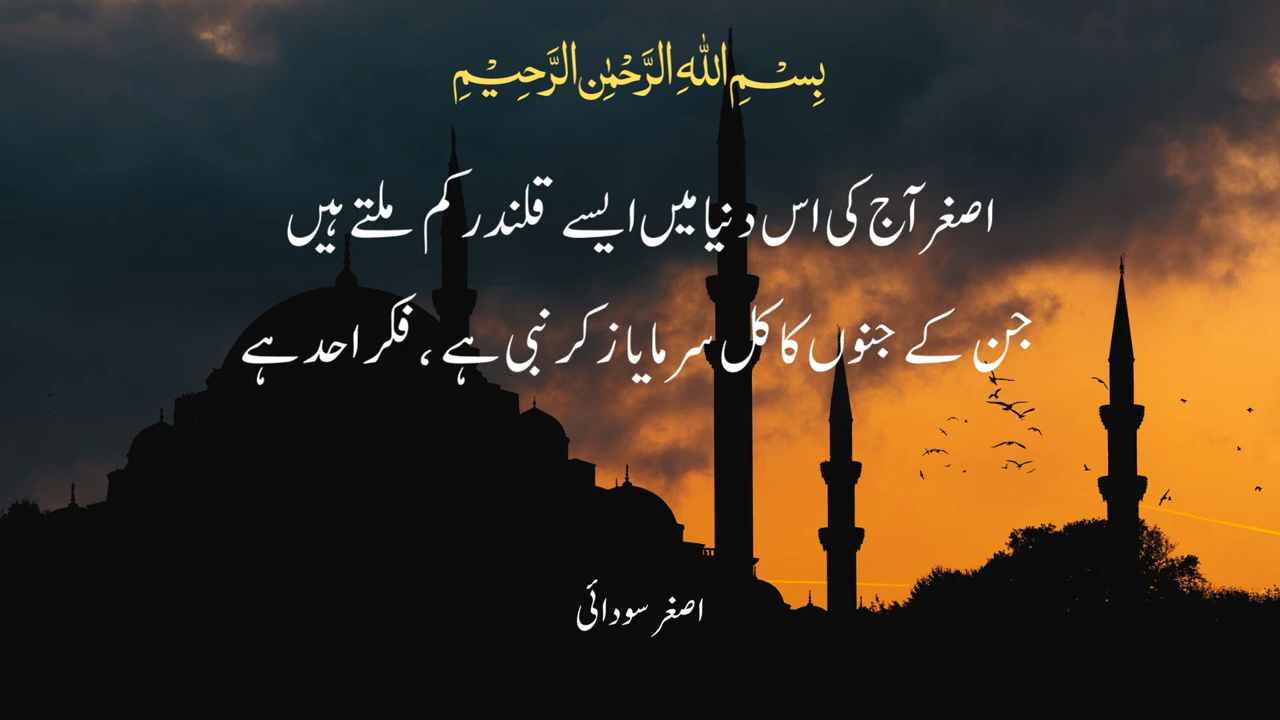 بِسْمِ اللهِ الرَّحْمٰنِ الرَّحِیْمِ
اصغر آج کی اس دنیا میں ایسے قلندر کم ملتے ہیں
جن کے جنوں کا کل سرمایا ذکر نبی ہے ، فکر احد ہے
اصغر سودائی